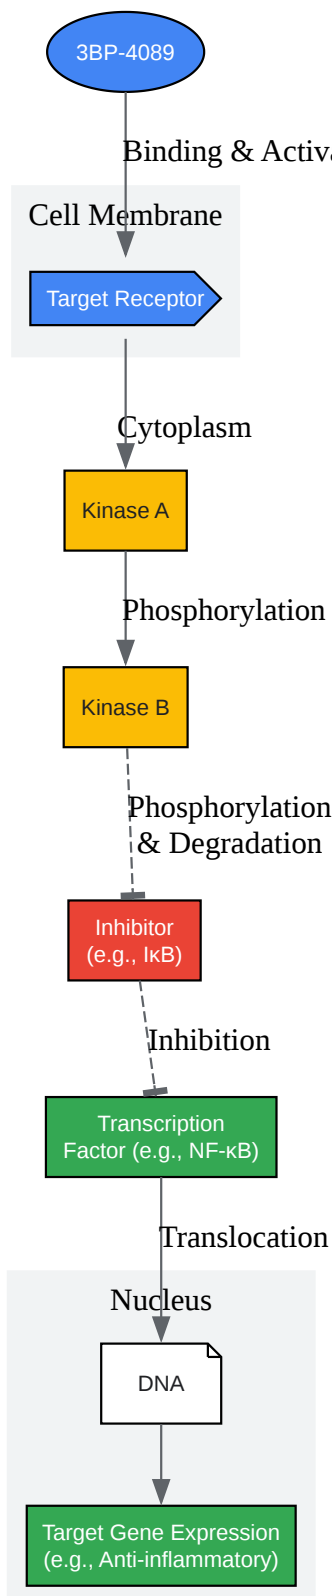 3BP-4089
Binding & Activa
Cell Membrane
Target Receptor
Cytoplasm
Kinase A
Phosphorylation
Kinase B
Phosphorylation
& Degradation
Inhibitor
(e.g., IκB)
Inhibition
Transcription
Factor (e.g., NF-κB)
Translocation
Nucleus
DNA
Target Gene Expression
(e.g., Anti-inflammatory)